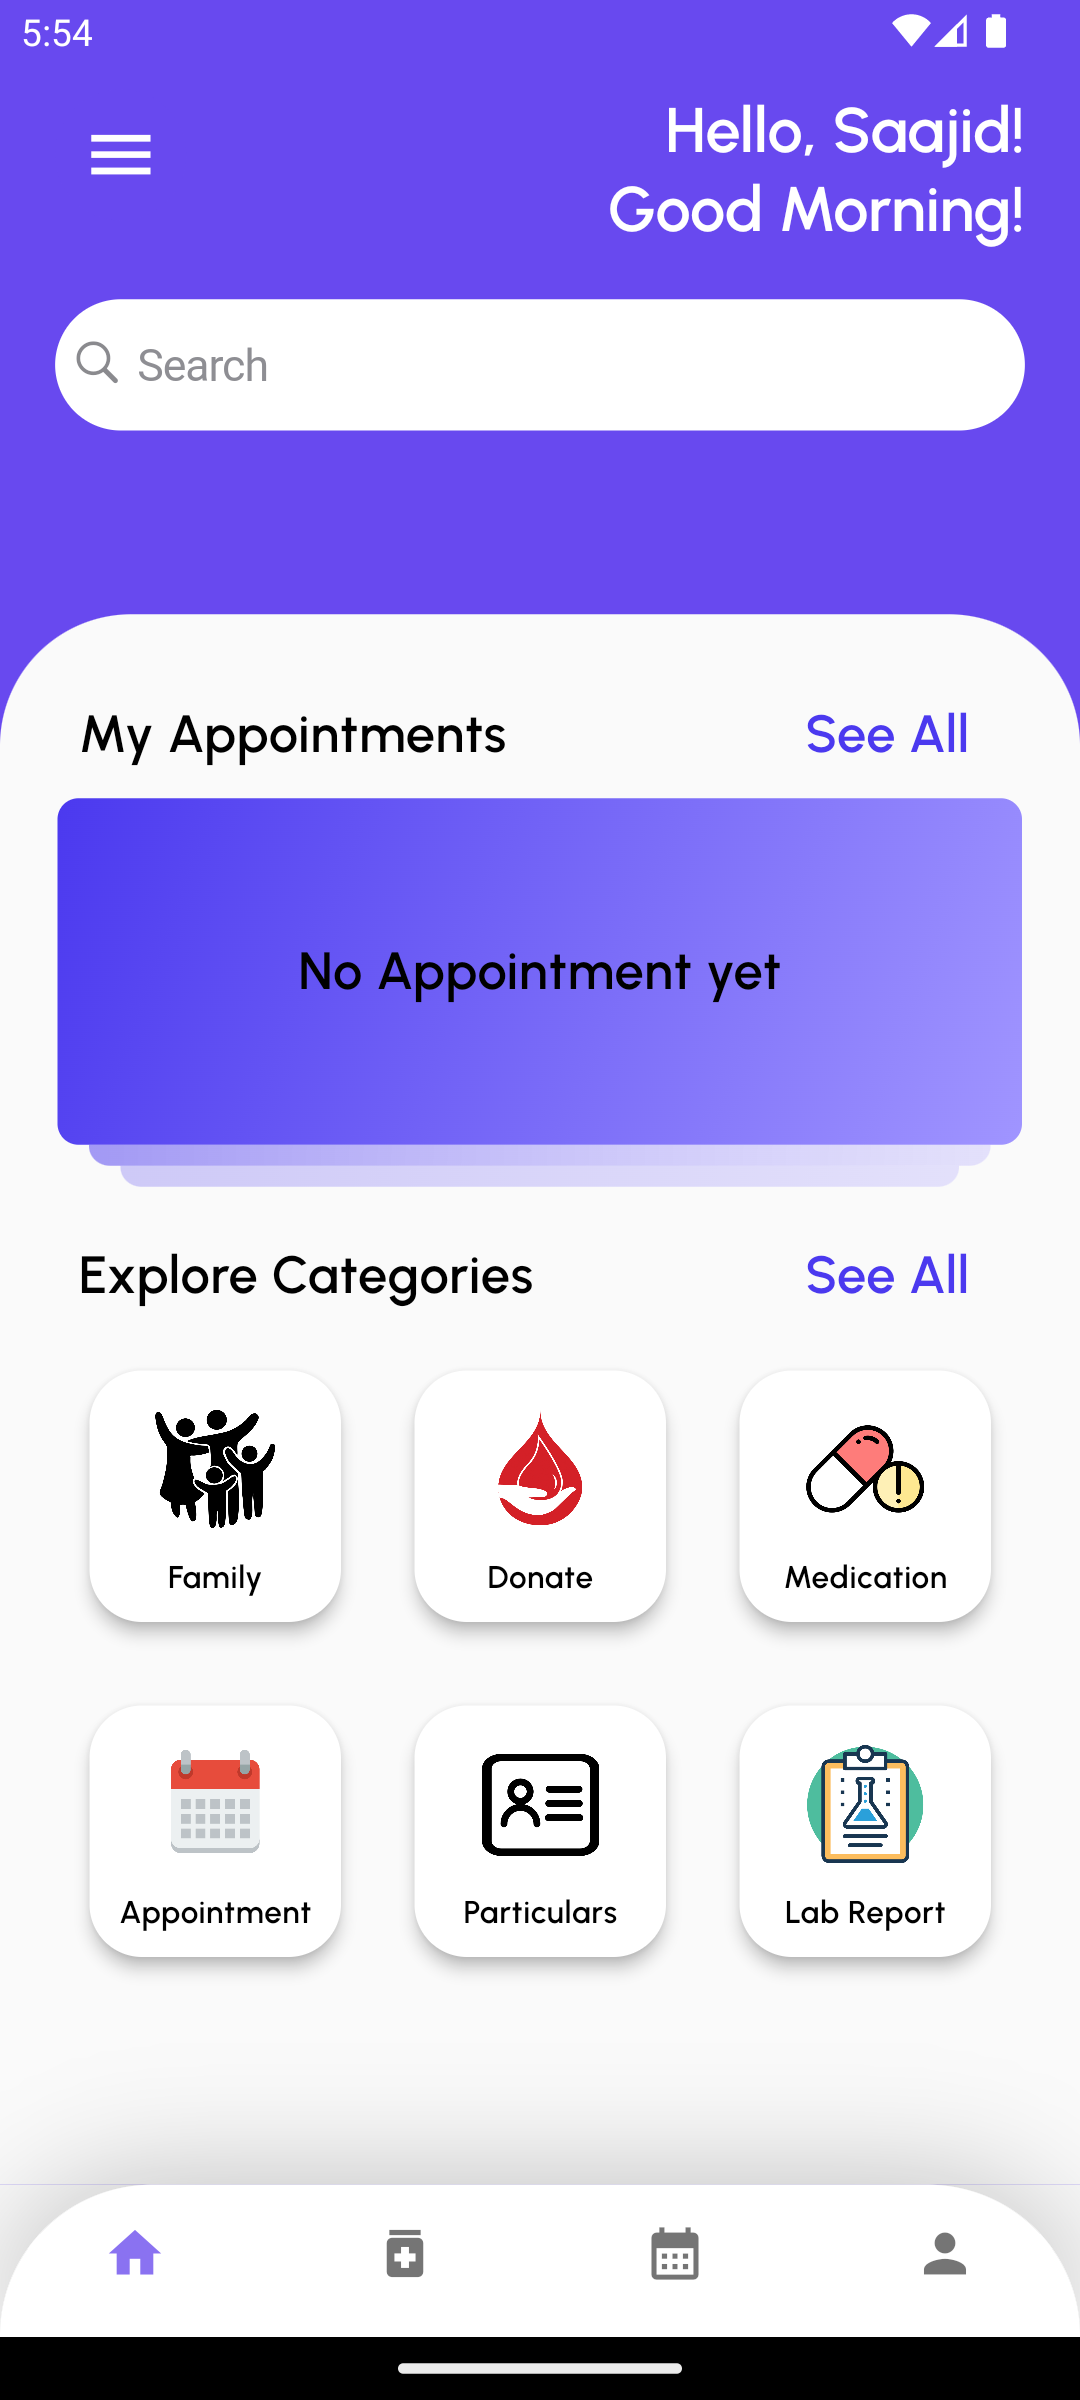 5:54
Hello, Saajid!
Good Morning!
Search
My Appointments See All
No Appointment yet
Explore Categories See All
Family Donate Medication
Appointment Particulars Lab Report